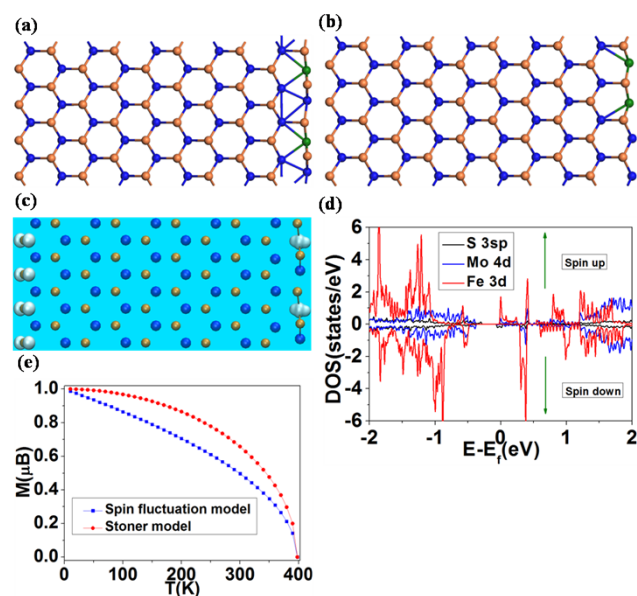 (a)
(b)
(c)
(d)
DOS(states/eV)
6
4
2
0
-2
-4
-6
S 3sp
Mo 4d
Fe 3d
Spin up
Spin down
-2
-1
0
1
2
E-Ef(eV)
(e)
M(μB)
1.0
0.8
0.6
0.4
0.2
0.0
Spin fluctuation model
Stoner model
0
100
200
300
400
T(K)